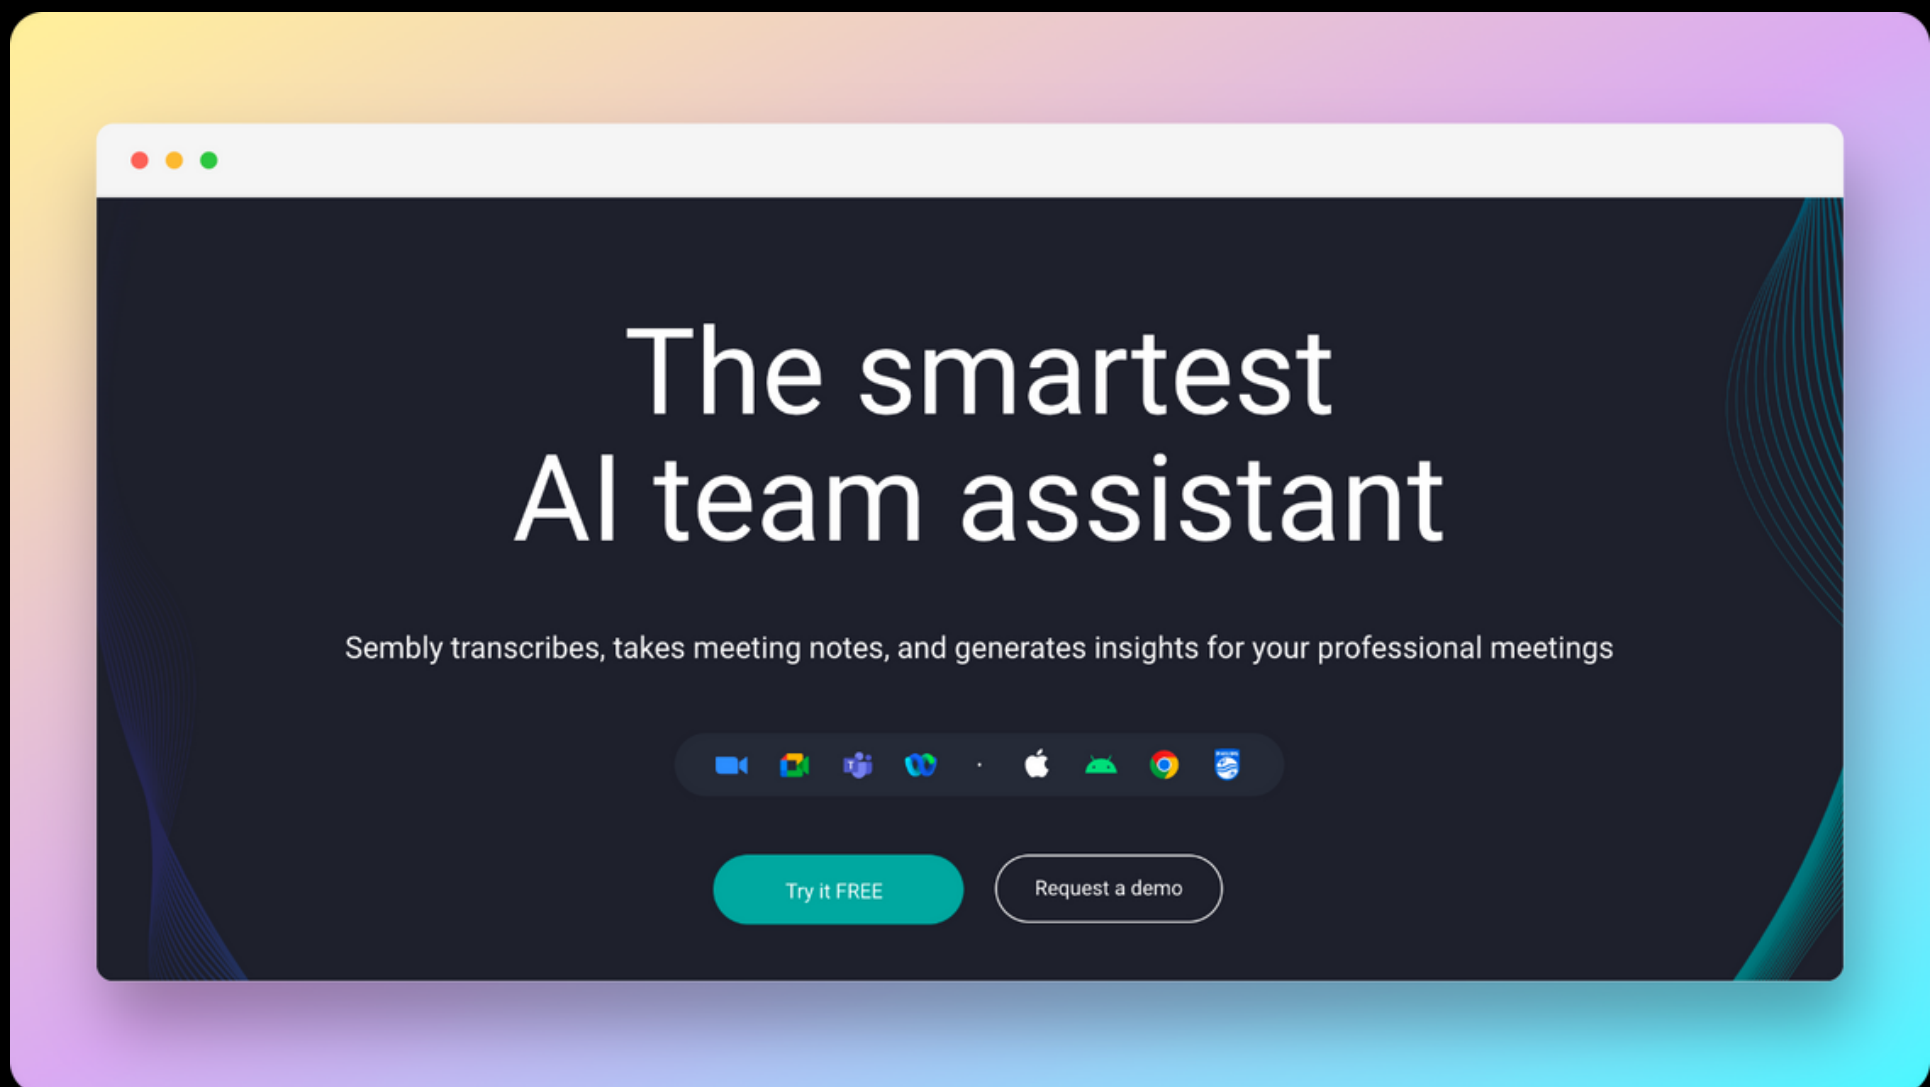 The smartest
AI team assistant
Sembly transcribes, takes meeting notes, and generates insights for your professional meetings
T
PHILIPS
Try it FREE
Request a demo